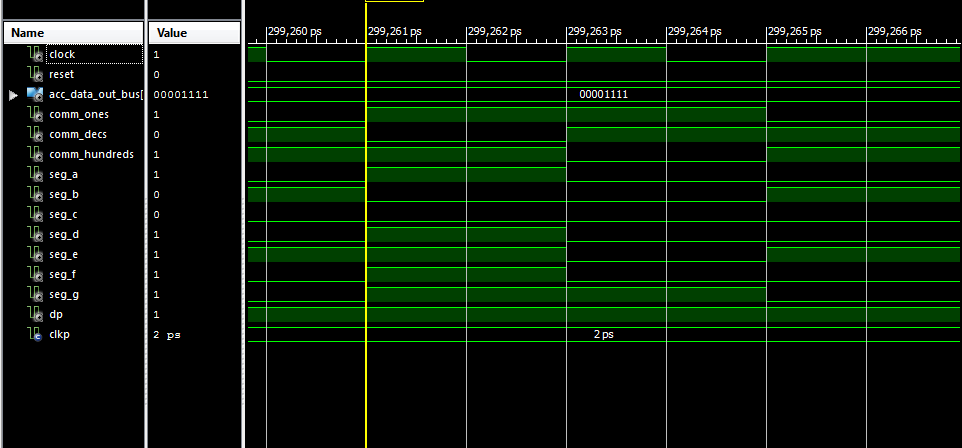 Name Value 299,260 ps 299,261 ps 299,262 ps 299,263 ps 299,264 ps 299,265 ps 299,266 ps
clock 1
reset 0
acc_data_out_bus[ 00001111 00001111
comm_ones 1
comm_decs 0
comm_hundreds 1
seg_a 1
seg_b 0
seg_c 0
seg_d 1
seg_e 1
seg_f 1
seg_g 1
dp 1
clkp 2 ps 2 ps